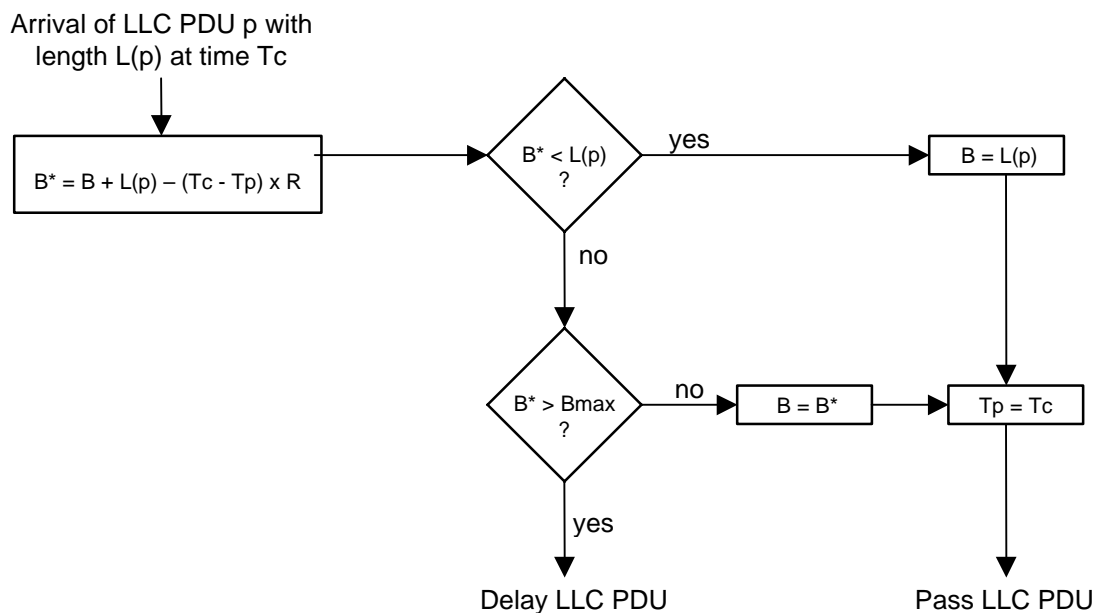 Arrival of LLC PDU p with
length L(p) at time Tc
B* = B + L(p) – (Tc - Tp) x R
B* < L(p)
?
yes
B = L(p)
no
B* > Bmax
?
no
B = B*
Tp = Tc
yes
Delay LLC PDU
Pass LLC PDU